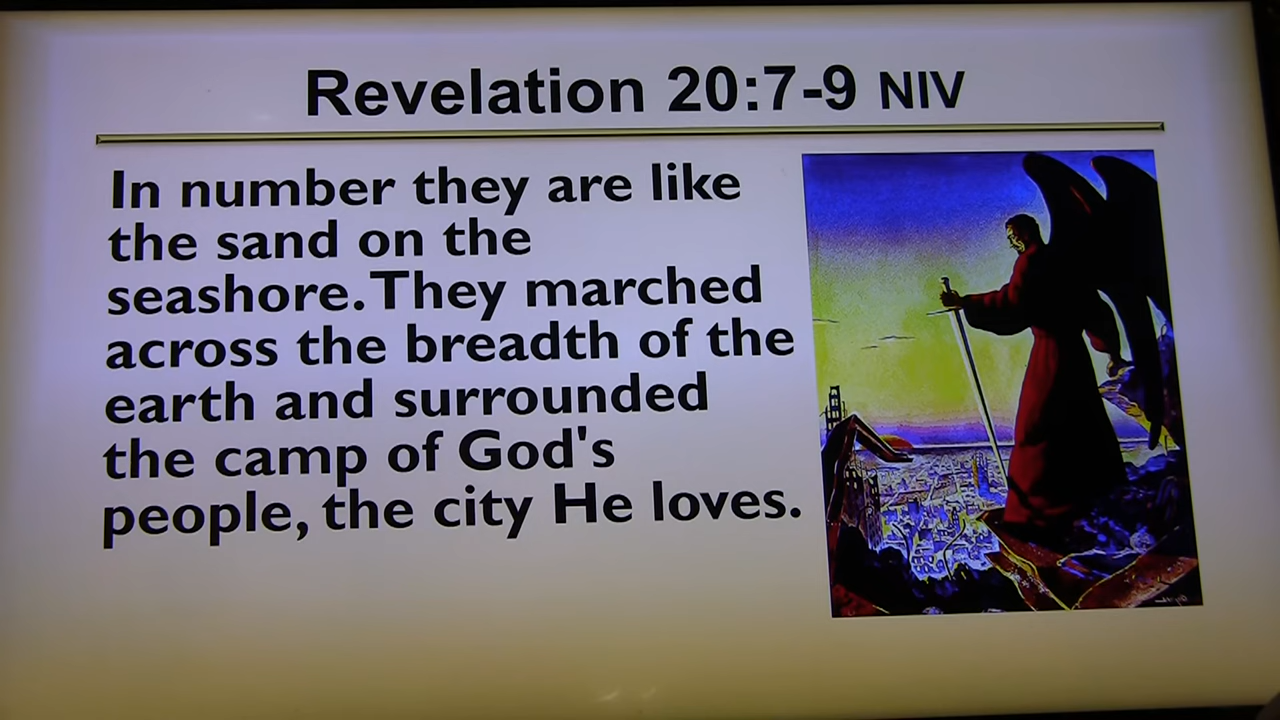 Revelation 20:7-9 NIV
In number they are like
the sand on the
seashore. They marched
across the breadth of the
earth and surrounded
the camp of God's
people, the city He loves.